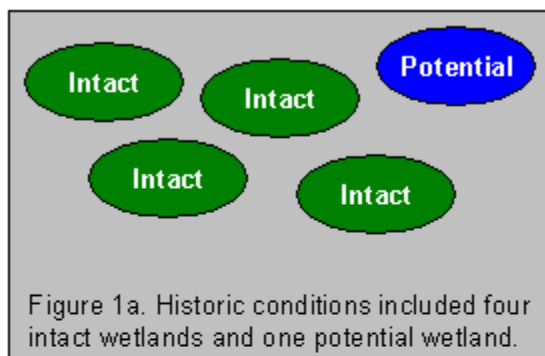 Potential
Intact
Intact
Intact
Intact
Figure 1a. Historic conditions included four
intact wetlands and one potential wetland.